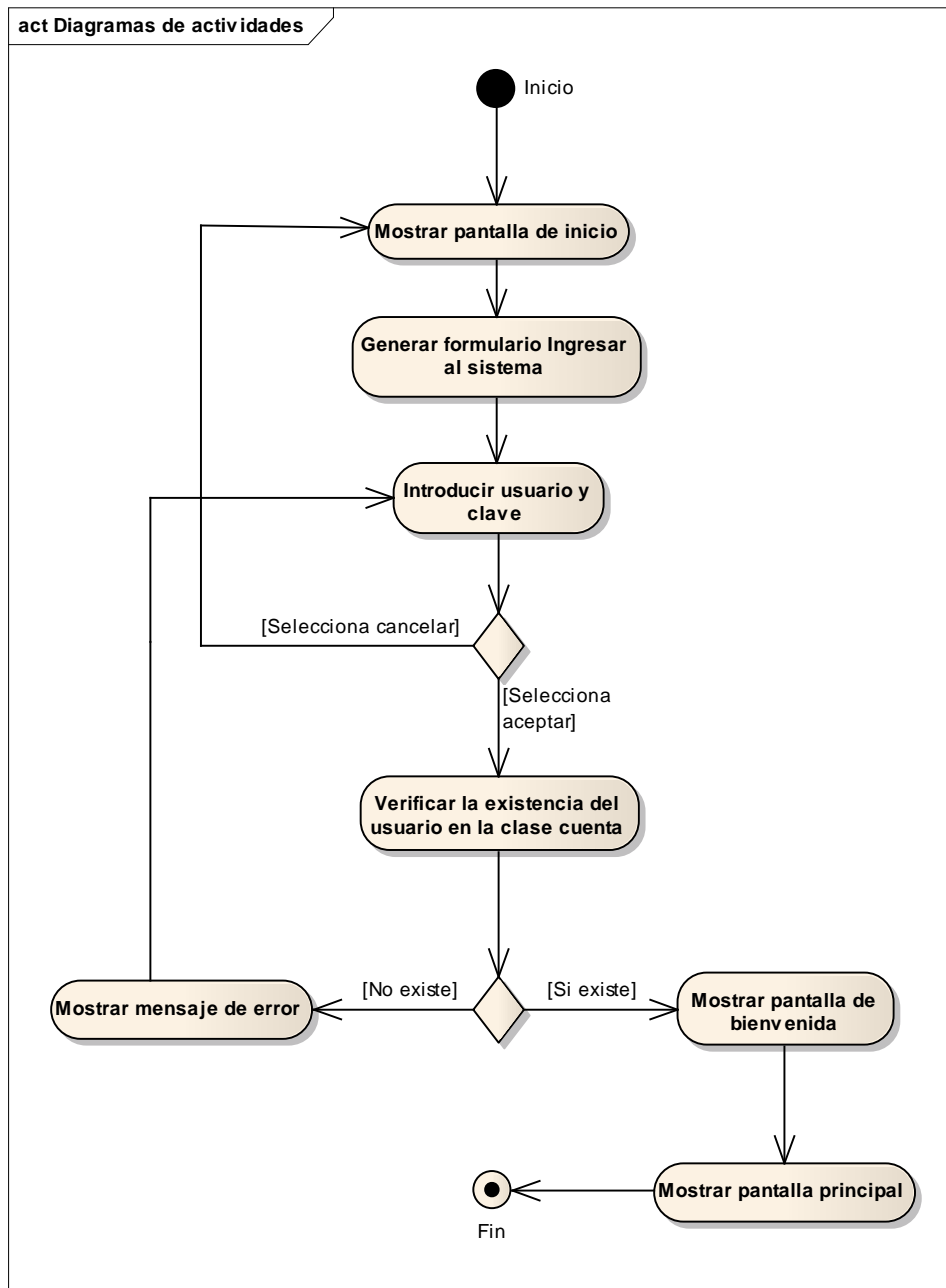 act Diagramas de actividades
Inicio
Mostrar pantalla de inicio
Generar formulario Ingresar
al sistema
Introducir usuario y
clave
[Selecciona cancelar]
[Selecciona
aceptar]
Verificar la existencia del
usuario en la clase cuenta
[No existe]
[Si existe]
Mostrar mensaje de error
Mostrar pantalla de
bienvenida
Mostrar pantalla principal
Fin